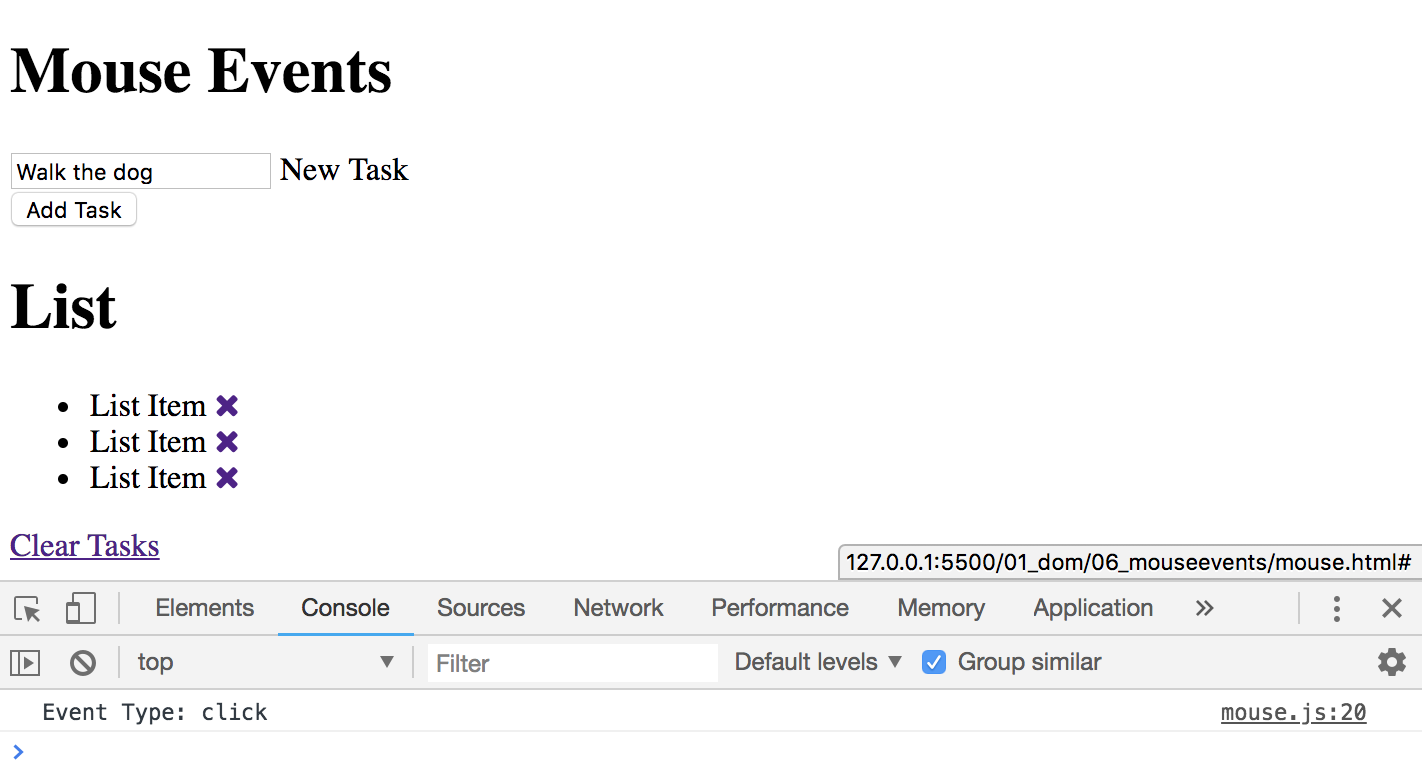 Mouse Events
Walk the dog New Task
Add Task
List
List Item
List Item
List Item
Clear Tasks
127.0.0.1:5500/01_dom/06_mouseevents/mouse.html#
Elements Console Sources Network Performance Memory Application
top Filter Default levels Group similar
Event Type: click mouse.js:20